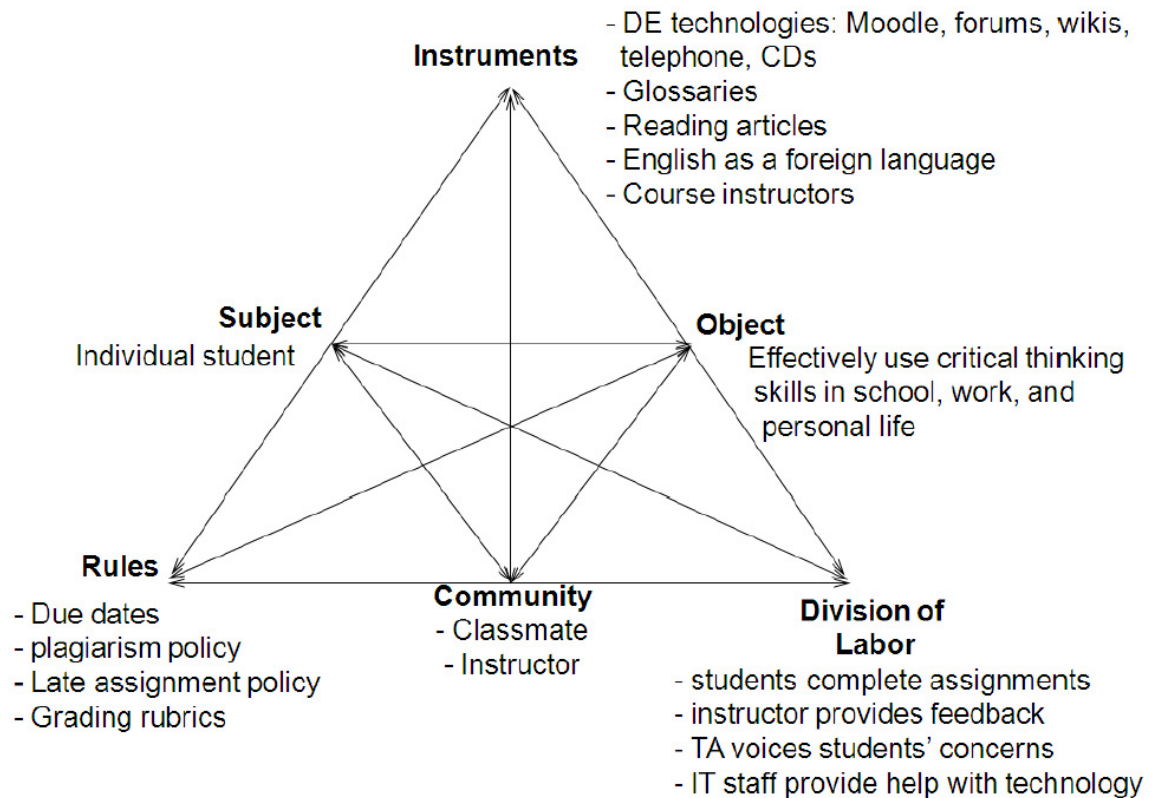 Instruments
- DE technologies: Moodle, forums, wikis,
telephone, CDs
- Glossaries
- Reading articles
- English as a foreign language
- Course instructors
Subject
Individual student
Object
Effectively use critical thinking
skills in school, work, and
personal life
Rules
- Due dates
- plagiarism policy
- Late assignment policy
- Grading rubrics
Community
- Classmate
- Instructor
Division of
Labor
- students complete assignments
- instructor provides feedback
- TA voices students' concerns
- IT staff provide help with technology